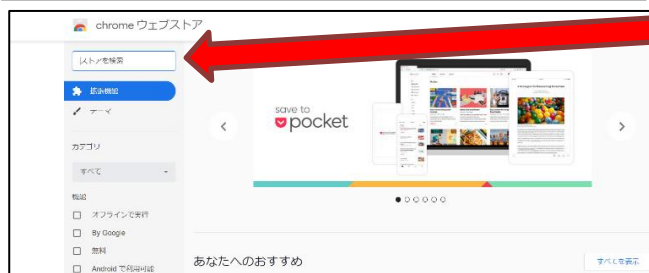 chrome ウェブストア
ストアを検索
拡張機能
テーマ
save to
pocket
カテゴリ
すべて
機能
オフラインで実行
By Google
無料
Android で利用可能
あなたへのおすすめ
すべてを表示